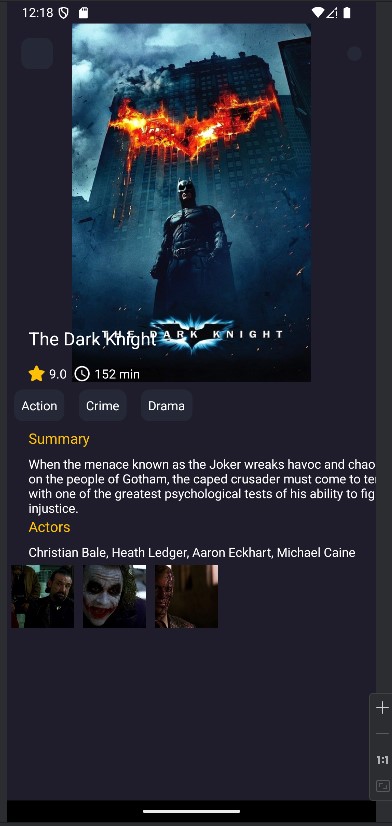 12:18
The Dark Knight
THE DARK KNIGHT
9.0 152 min
Action Crime Drama
Summary
When the menace known as the Joker wreaks havoc and chao
on the people of Gotham, the caped crusader must come to ter
with one of the greatest psychological tests of his ability to fig
injustice.
Actors
Christian Bale, Heath Ledger, Aaron Eckhart, Michael Caine
1:1